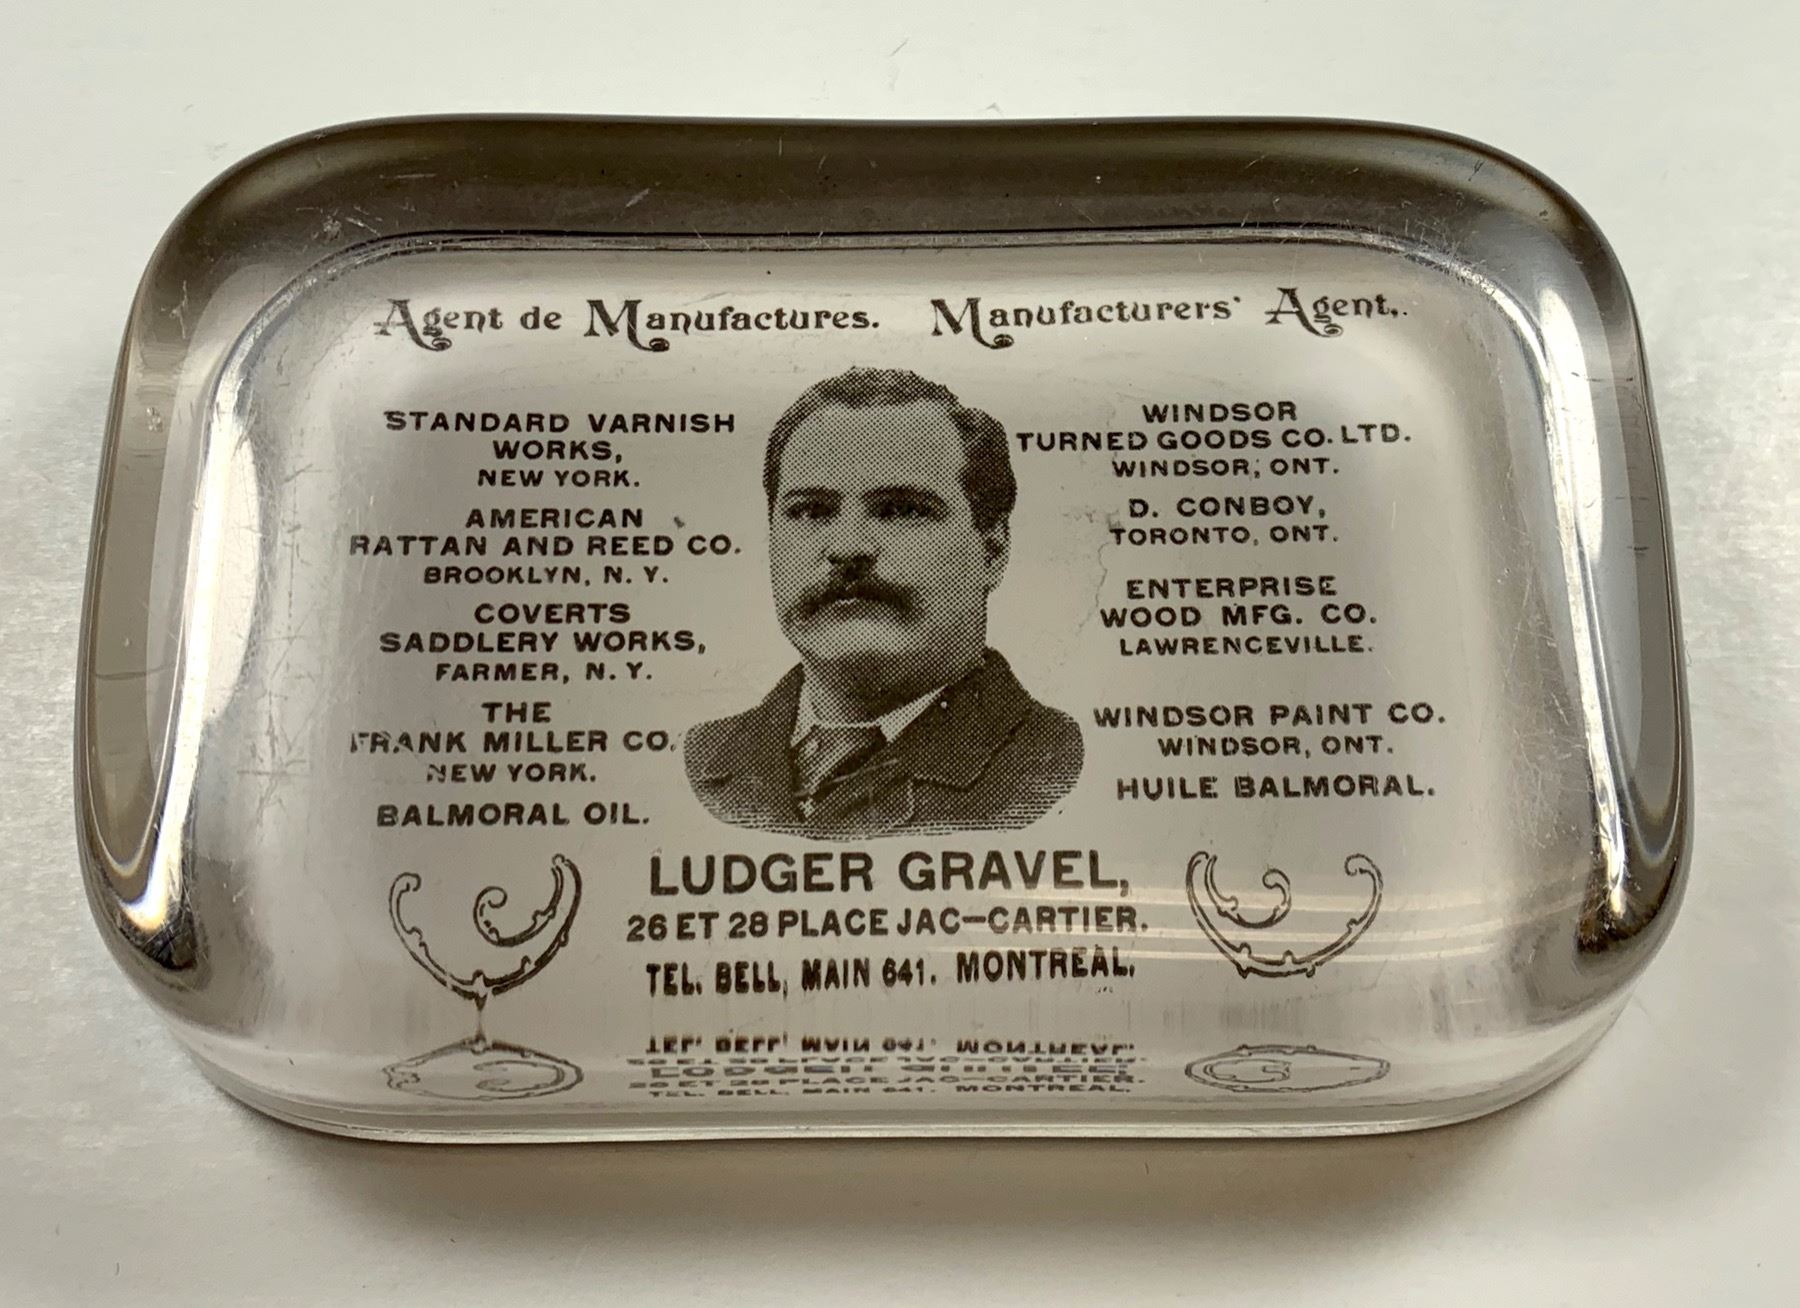 Agent de Manufactures. Manufacturers' Agent.
STANDARD VARNISH
WORKS,
NEW YORK.
AMERICAN
RATTAN AND REED CO.
BROOKLYN, N. Y.
COVERTS
SADDLERY WORKS,
FARMER, N. Y.
THE
FRANK MILLER CO.
NEW YORK.
BALMORAL OIL.
WINDSOR
TURNED GOODS CO. LTD.
WINDSOR, ONT.
D. CONBOY,
TORONTO, ONT.
ENTERPRISE
WOOD MFG. CO.
LAWRENCEVILLE.
WINDSOR PAINT CO.
WINDSOR, ONT.
HUILE BALMORAL.
LUDGER GRAVEL,
26 ET 28 PLACE JAC-CARTIER.
TEL. BELL, MAIN 641. MONTREAL.